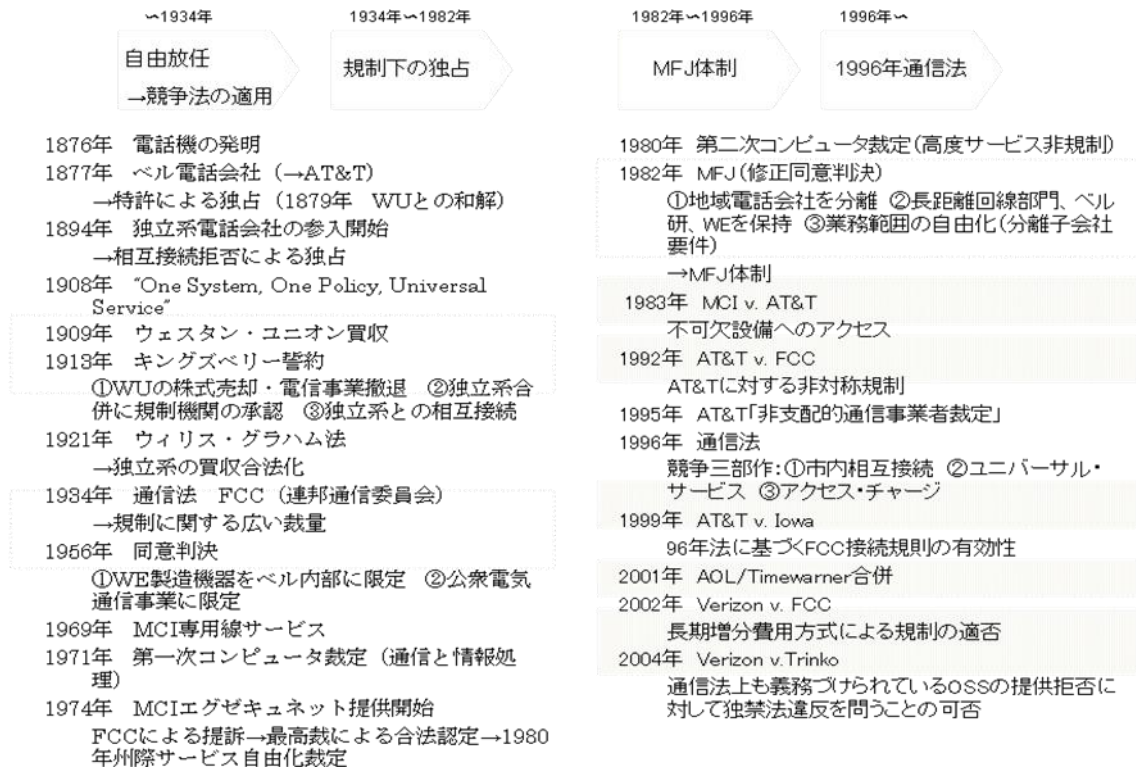 〜1934年
自由放任
→競争法の適用
1934年〜1982年
規制下の独占
1982年〜1996年
MFJ体制
1996年〜
1996年通信法
1876年 電話機の発明
1877年 ベル電話会社（→AT&T）
→特許による独占（1879年 WUとの和解）
1894年 独立系電話会社の参入開始
→相互接続拒否による独占
1908年 “One System, One Policy, Universal
Service”
1909年 ウェスタン・ユニオン買収
1913年 キングズベリー誓約
①WUの株式売却・電信事業撤退 ②独立系合
併に規制機関の承認 ③独立系との相互接続
1921年 ウィリス・グラハム法
→独立系の買収合法化
1934年 通信法 FCC（連邦通信委員会）
→規制に関する広い裁量
1956年 同意判決
①WE製造機器をベル内部に限定 ②公衆電気
通信事業に限定
1969年 MCI専用線サービス
1971年 第一次コンピュータ裁定（通信と情報処
理）
1974年 MCIエグゼキュネット提供開始
FCCによる提訴→最高裁による合法認定→1980
年州際サービス自由化裁定
1980年 第二次コンピュータ裁定(高度サービス非規制)
1982年 MFJ(修正同意判決)
①地域電話会社を分離 ②長距離回線部門、ベル
研、WEを保持 ③業務範囲の自由化(分離子会社
要件)
→MFJ体制
1983年 MCI v. AT&T
不可欠設備へのアクセス
1992年 AT&T v. FCC
AT&Tに対する非対称規制
1995年 AT&T「非支配的通信事業者裁定」
1996年 通信法
競争三部作：①市内相互接続 ②ユニバーサル・
サービス ③アクセス・チャージ
1999年 AT&T v. Iowa
96年法に基づくFCC接続規則の有効性
2001年 AOL/Timewarner合併
2002年 Verizon v. FCC
長期増分費用方式による規制の適否
2004年 Verizon v.Trinko
通信法上も義務づけられているOSSの提供拒否に
対して独禁法違反を問うことの可否